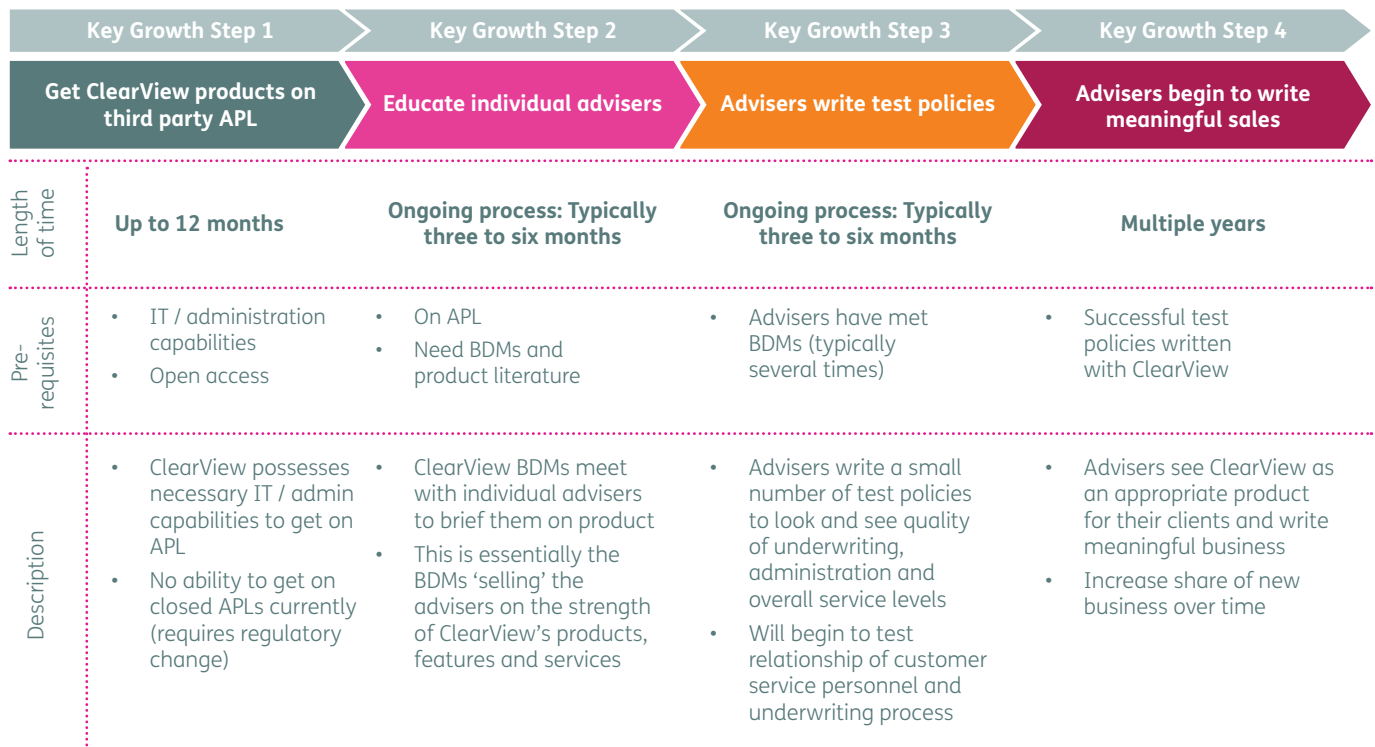 Key Growth Step 1
Key Growth Step 2
Key Growth Step 3
Key Growth Step 4
Get ClearView products on
third party APL
Educate individual advisers
Advisers write test policies
Advisers begin to write
meaningful sales
Length
of time
Up to 12 months
Ongoing process: Typically
three to six months
Ongoing process: Typically
three to six months
Multiple years
Pre-
requisites
• IT / administration
capabilities
• Open access
• On APL
• Need BDMs and
product literature
• Advisers have met
BDMs (typically
several times)
• Successful test
policies written
with ClearView
Description
• ClearView possesses
necessary IT / admin
capabilities to get on
APL
• No ability to get on
closed APLs currently
(requires regulatory
change)
• ClearView BDMs meet
with individual advisers
to brief them on product
• This is essentially the
BDMs ‘selling’ the
advisers on the strength
of ClearView’s products,
features and services
• Advisers write a small
number of test policies
to look and see quality
of underwriting,
administration and
overall service levels
• Will begin to test
relationship of customer
service personnel and
underwriting process
• Advisers see ClearView as
an appropriate product
for their clients and write
meaningful business
• Increase share of new
business over time